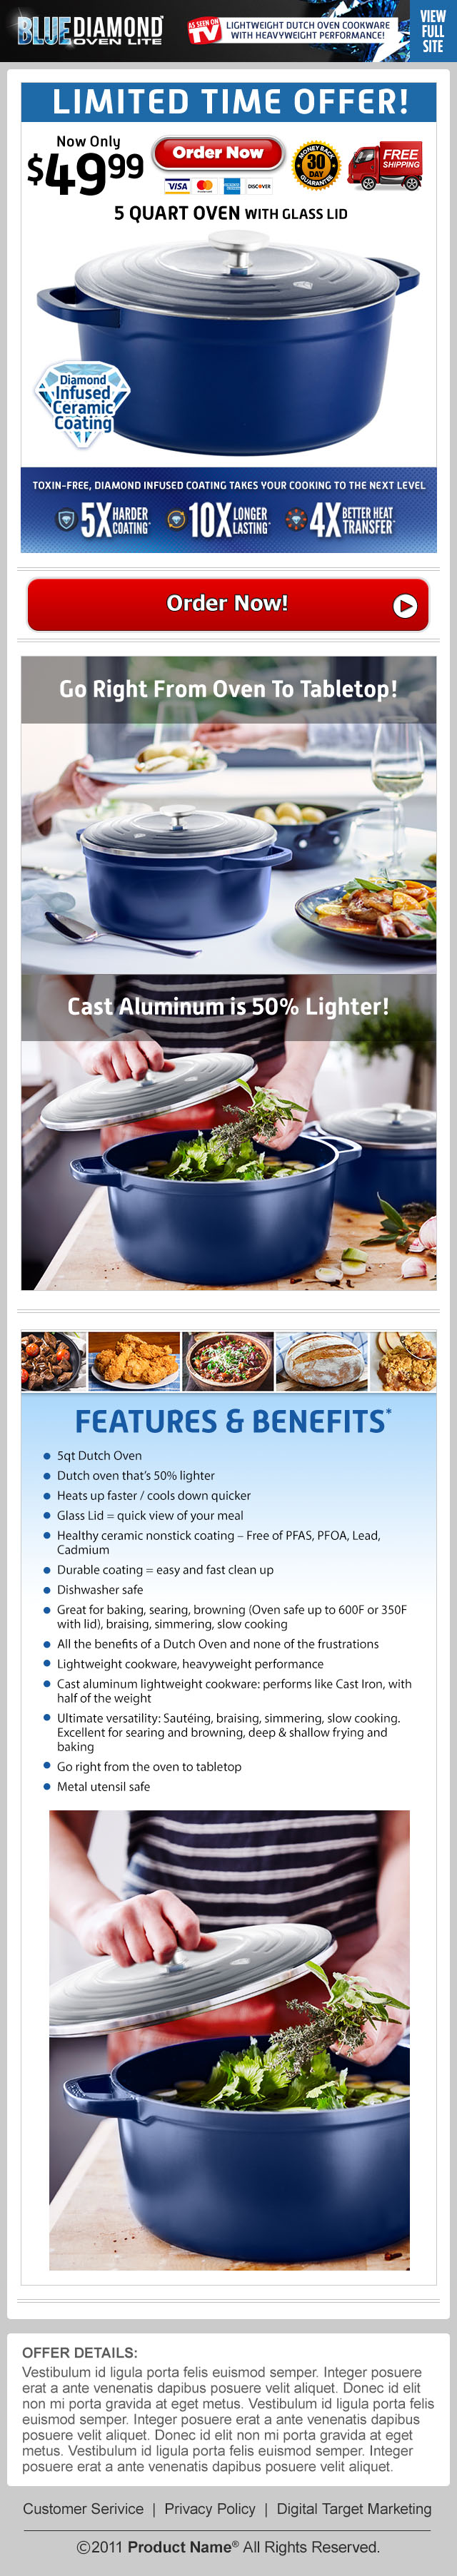 BLUE DIAMOND
OVEN LITE
AS SEEN ON
TV
LIGHTWEIGHT DUTCH OVEN COOKWARE
WITH HEAVYWEIGHT PERFORMANCE!
VIEW
FULL
SITE
LIMITED TIME OFFER!
Now Only
$49.99
Order Now
VISA
DISCOVER
MONEY BACK
30
DAY
GUARANTEE
FREE
SHIPPING
5 QUART OVEN WITH GLASS LID
Diamond
Infused
Ceramic
Coating
TOXIN-FREE, DIAMOND INFUSED COATING TAKES YOUR COOKING TO THE NEXT LEVEL
5X HARDER COATING*
10X LONGER LASTING*
4X BETTER HEAT TRANSFER*
Order Now!
Go Right From Oven To Tabletop!
Cast Aluminum is 50% Lighter!
FEATURES & BENEFITS*
● 5qt Dutch Oven
● Dutch oven that's 50% lighter
● Heats up faster / cools down quicker
● Glass Lid = quick view of your meal
● Healthy ceramic nonstick coating – Free of PFAS, PFOA, Lead,
Cadmium
● Durable coating = easy and fast clean up
● Dishwasher safe
● Great for baking, searing, browning (Oven safe up to 600F or 350F
with lid), braising, simmering, slow cooking
● All the benefits of a Dutch Oven and none of the frustrations
● Lightweight cookware, heavyweight performance
● Cast aluminum lightweight cookware: performs like Cast Iron, with
half of the weight
● Ultimate versatility: Sautéing, braising, simmering, slow cooking.
Excellent for searing and browning, deep & shallow frying and
baking
● Go right from the oven to tabletop
● Metal utensil safe
OFFER DETAILS:
Vestibulum id ligula porta felis euismod semper. Integer posuere
erat a ante venenatis dapibus posuere velit aliquet. Donec id elit
non mi porta gravida at eget metus. Vestibulum id ligula porta felis
euismod semper. Integer posuere erat a ante venenatis dapibus
posuere velit aliquet. Donec id elit non mi porta gravida at eget
metus. Vestibulum id ligula porta felis euismod semper. Integer
posuere erat a ante venenatis dapibus posuere velit aliquet.
Customer Serivice | Privacy Policy | Digital Target Marketing
©2011 Product Name® All Rights Reserved.